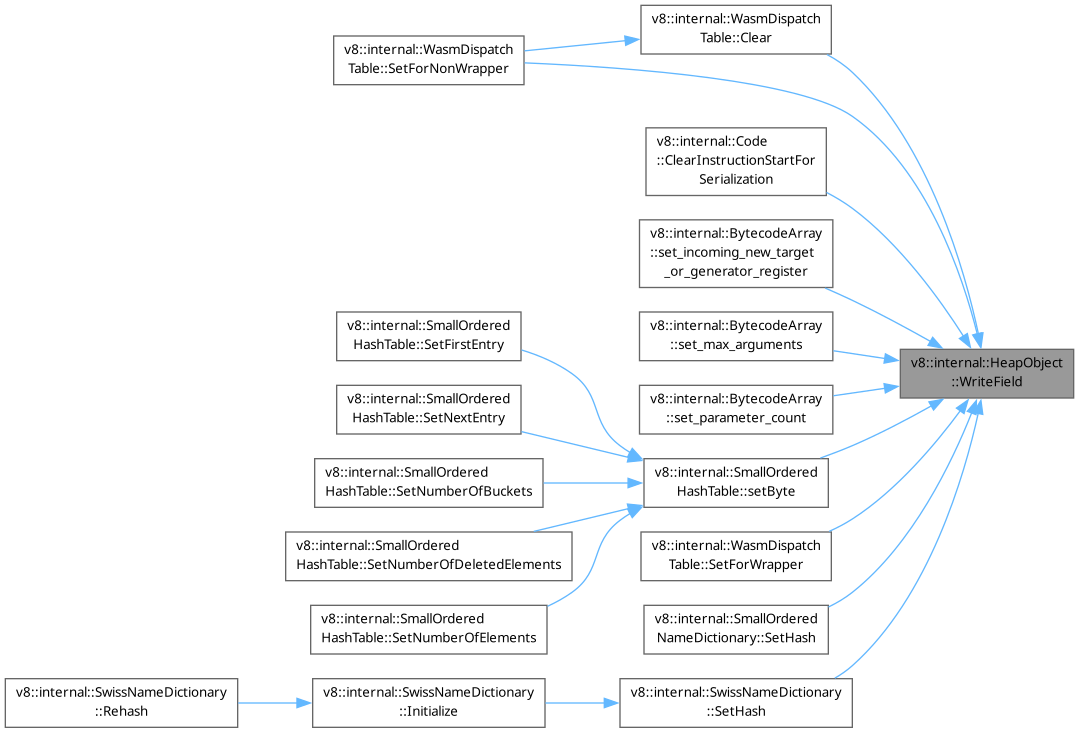 v8::internal::WasmDispatch
Table::Clear
v8::internal::WasmDispatch
Table::SetForNonWrapper
v8::internal::Code
::ClearInstructionStartFor
Serialization
v8::internal::BytecodeArray
::set_incoming_new_target
_or_generator_register
v8::internal::SmallOrdered
HashTable::SetFirstEntry
v8::internal::BytecodeArray
::set_max_arguments
v8::internal::HeapObject
::WriteField
v8::internal::SmallOrdered
HashTable::SetNextEntry
v8::internal::BytecodeArray
::set_parameter_count
v8::internal::SmallOrdered
HashTable::SetNumberOfBuckets
v8::internal::SmallOrdered
HashTable::setByte
v8::internal::SmallOrdered
HashTable::SetNumberOfDeletedElements
v8::internal::WasmDispatch
Table::SetForWrapper
v8::internal::SmallOrdered
HashTable::SetNumberOfElements
v8::internal::SmallOrdered
NameDictionary::SetHash
v8::internal::SwissNameDictionary
::Rehash
v8::internal::SwissNameDictionary
::Initialize
v8::internal::SwissNameDictionary
::SetHash